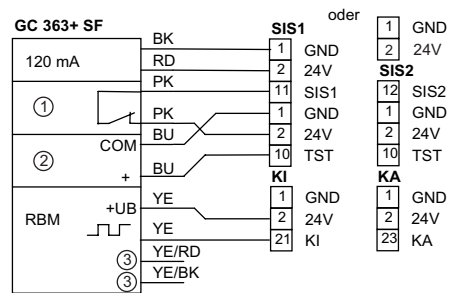 oder
GC 363+ SF
SIS1
BK
1 GND
1 GND
120 mA
RD
2 24V
2 24V
SIS2
PK
11 SIS1
12 SIS2
1
PK
1 GND
1 GND
BU
2 24V
2 24V
COM
2
+
BU
10 TST
10 TST
KI
KA
YE
1 GND
1 GND
+UB
RBM
2 24V
2 24V
YE
21 KI
23 KA
3 YE/RD
3 YE/BK